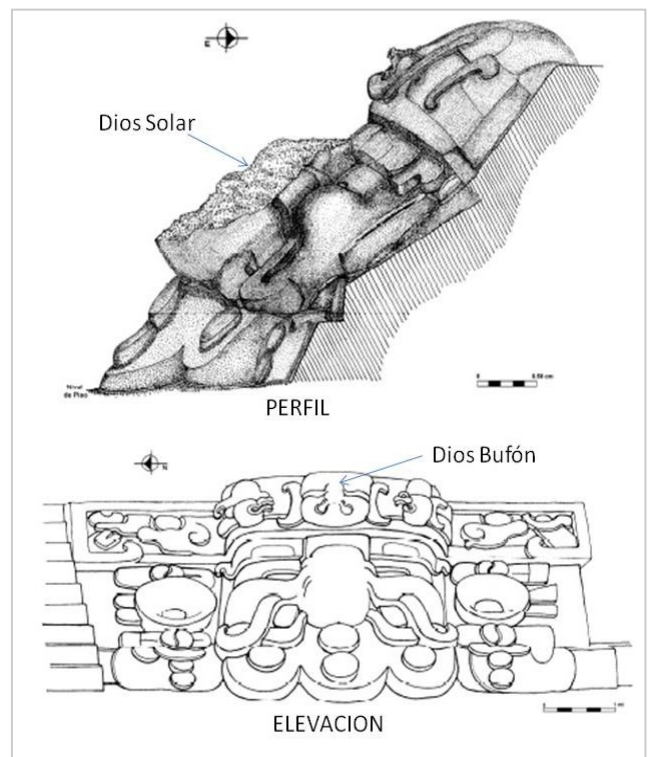 E
Dios Solar
Nivel
de Piso
0 0.50 cm
PERFIL
Dios Bufón
N
ELEVACION